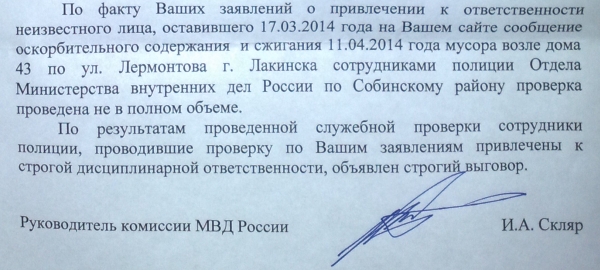 По факту Ваших заявлений о привлечении к ответственности
неизвестного лица, оставившего 17.03.2014 года на Вашем сайте сообщение
оскорбительного содержания и сжигания 11.04.2014 года мусора возле дома
43 по ул. Лермонтова г. Лакинска сотрудниками полиции Отдела
Министерства внутренних дел России по Собинскому району проверка
проведена не в полном объеме.
По результатам проведенной служебной проверки сотрудники
полиции, проводившие проверку по Вашим заявлениям привлечены к
строгой дисциплинарной ответственности, объявлен строгий выговор.
Руководитель комиссии МВД России И.А. Скляр